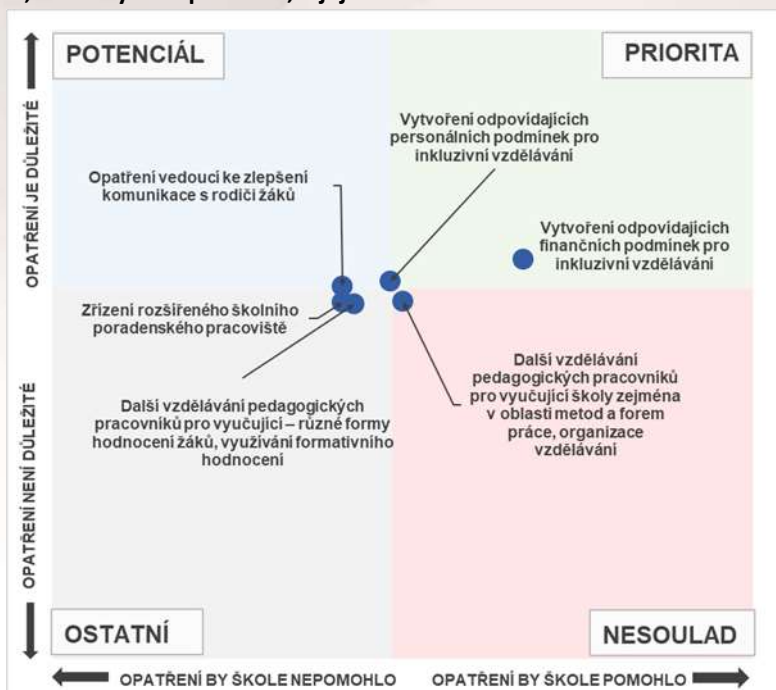 POTENCIÁL
PRIORITA
OPATŘENÍ JE DŮLEŽITÉ
Vytvoření odpovídajících
personálních podmínek pro
inkluzivní vzdělávání
Opatření vedoucí ke zlepšení
komunikace s rodiči žáků
Vytvoření odpovídajících
finančních podmínek pro
inkluzivní vzdělávání
Zřízení rozšířeného školního
poradenského pracoviště
Další vzdělávání
pedagogických pracovníků
pro vyučující školy zejména
v oblasti metod a forem
práce, organizace
vzdělávání
Další vzdělávání pedagogických
pracovníků pro vyučující – různé formy
hodnocení žáků, využívání formativního
hodnocení
OPATŘENÍ NENÍ DŮLEŽITÉ
OSTATNÍ
NESOULAD
OPATŘENÍ BY ŠKOLE NEPOMOHLO
OPATŘENÍ BY ŠKOLE POMOHLO